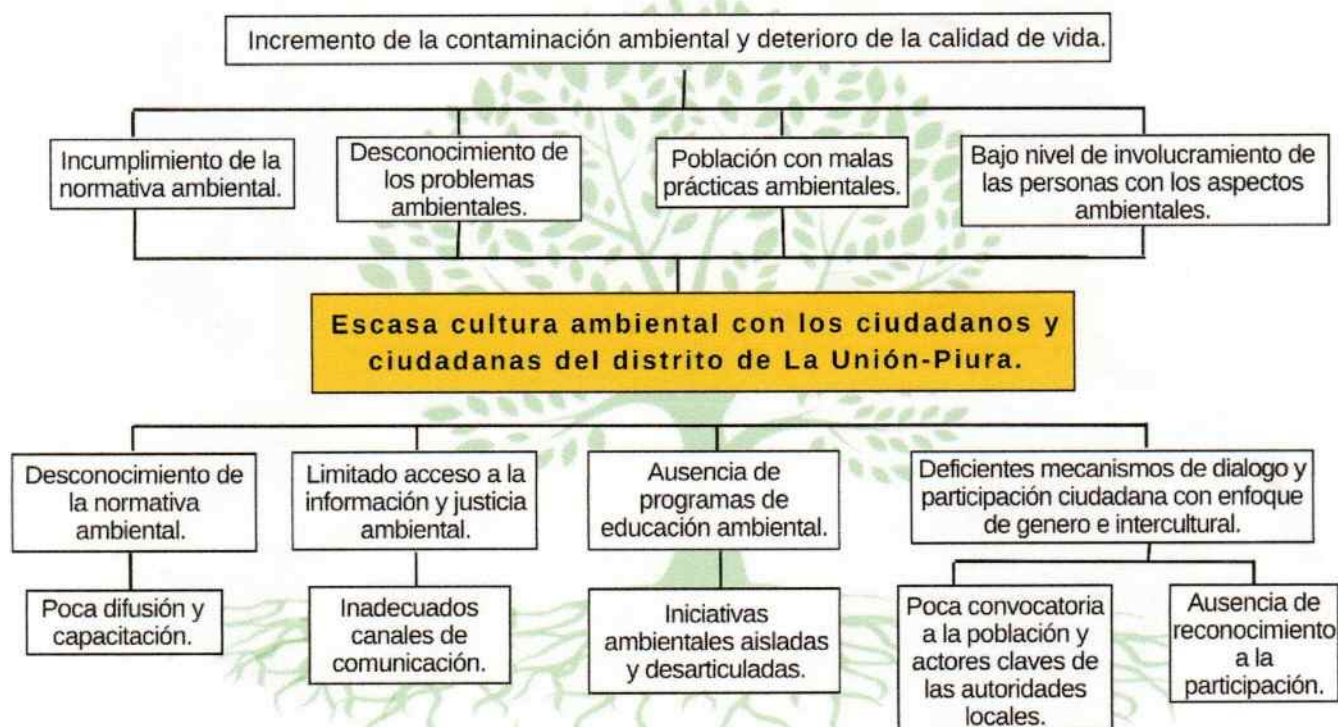 Incremento de la contaminación ambiental y deterioro de la calidad de vida.
Incumplimiento de la
normativa ambiental.
Desconocimiento de
los problemas
ambientales.
Población con malas
prácticas ambientales.
Bajo nivel de involucramiento de
las personas con los aspectos
ambientales.
Escasa cultura ambiental con los ciudadanos y
ciudadanas del distrito de La Unión-Piura.
Desconocimiento de
la normativa
ambiental.
Limitado acceso a la
información y justicia
ambiental.
Ausencia de
programas de
educación ambiental.
Deficientes mecanismos de dialogo y
participación ciudadana con enfoque
de genero e intercultural.
Poca difusión y
capacitación.
Inadecuados
canales de
comunicación.
Iniciativas
ambientales aisladas
y desarticuladas.
Poca convocatoria
a la población y
actores claves de
las autoridades
locales.
Ausencia de
reconocimiento
a la
participación.